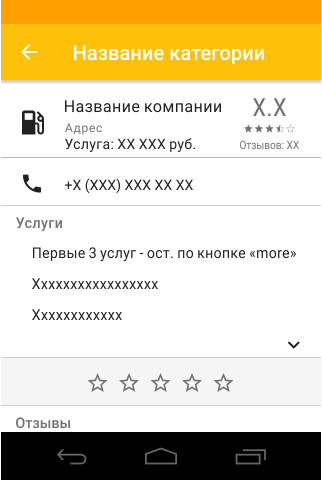 Название категории
Название компании
X.X
Адрес
Услуга: XX XXX руб.
Отзывов: XX
+X (XXX) XXX XX XX
Услуги
Первые 3 услуг - ост. по кнопке «more»
Xxxxxxxxxxxxxxxxx
Xxxxxxxxxxxx
Отзывы